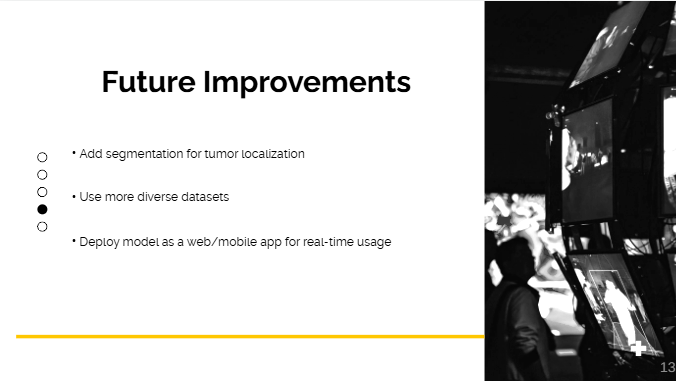 Future Improvements
• Add segmentation for tumor localization
• Use more diverse datasets
• Deploy model as a web/mobile app for real-time usage
13